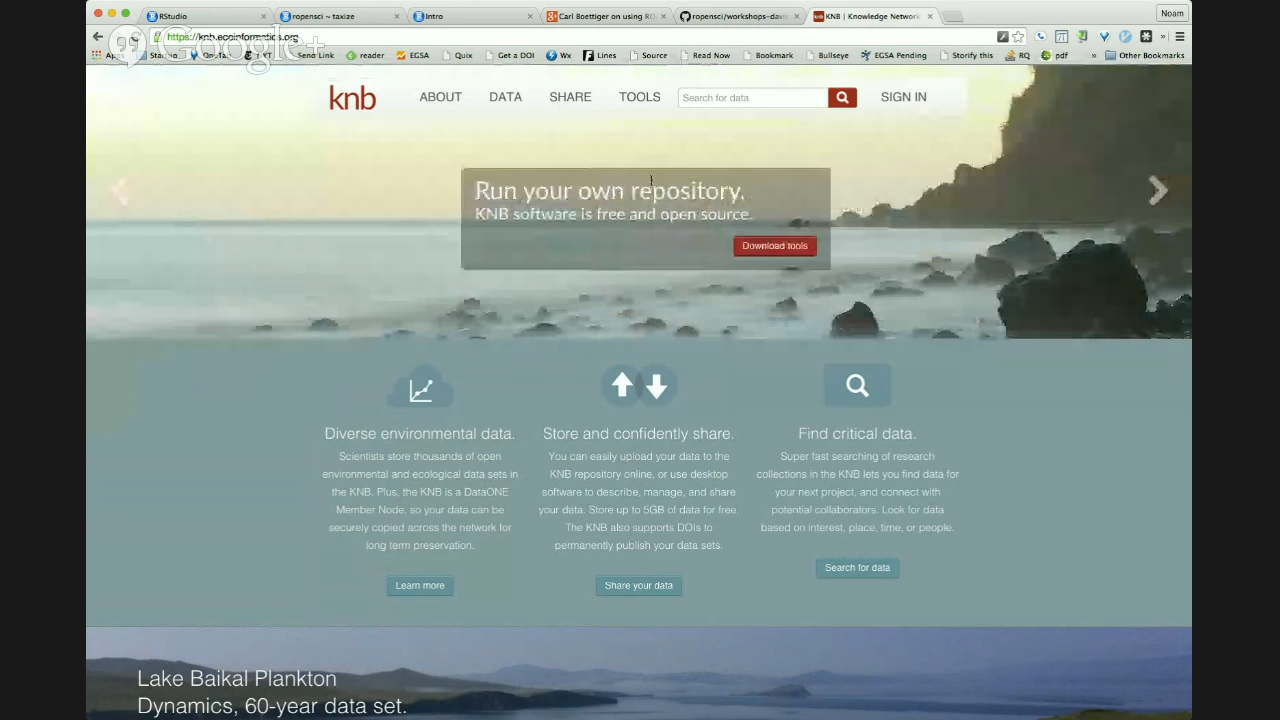 RStudio
ropensci ~ taxize
Intro
Carl Boettiger on using RO
ropensci/workshops-davis
KNB | Knowledge Network
Noam
https://knb.ecoinformatics.org
Google+
Apps
Send Link
YT
reader
EGSA
Quix
Get a DOI
Wx
Lines
Source
Read Now
Bookmark
Bullseye
EGSA Pending
Storify this
RQ
pdf
»
Other Bookmarks
knb
ABOUT
DATA
SHARE
TOOLS
Search for data
SIGN IN
Run your own repository.
KNB software is free and open source.
Download tools
Diverse environmental data.
Scientists store thousands of open
environmental and ecological data sets in
the KNB. Plus, the KNB is a DataONE
Member Node, so your data can be
securely copied across the network for
long term preservation.
Learn more
Store and confidently share.
You can easily upload your data to the
KNB repository online, or use desktop
software to describe, manage, and share
your data. Store up to 5GB of data for free.
The KNB also supports DOIs to
permanently publish your data sets.
Share your data
Find critical data.
Super fast searching of research
collections in the KNB lets you find data for
your next project, and connect with
potential collaborators. Look for data
based on interest, place, time, or people.
Search for data
Lake Baikal Plankton
Dynamics, 60-year data set.